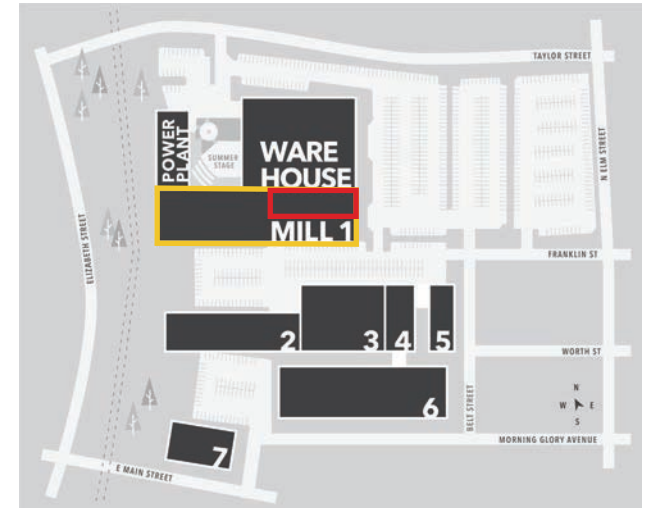 TAYLOR STREET
N ELM STREET
POWER
PLANT
SUMMER
STAGE
WARE
HOUSE
MILL 1
ELIZABETH STREET
FRANKLIN ST
2
3
4
5
WORTH ST
6
BELT STREET
N
W E
S
MORNING GLORY AVENUE
7
E MAIN STREET